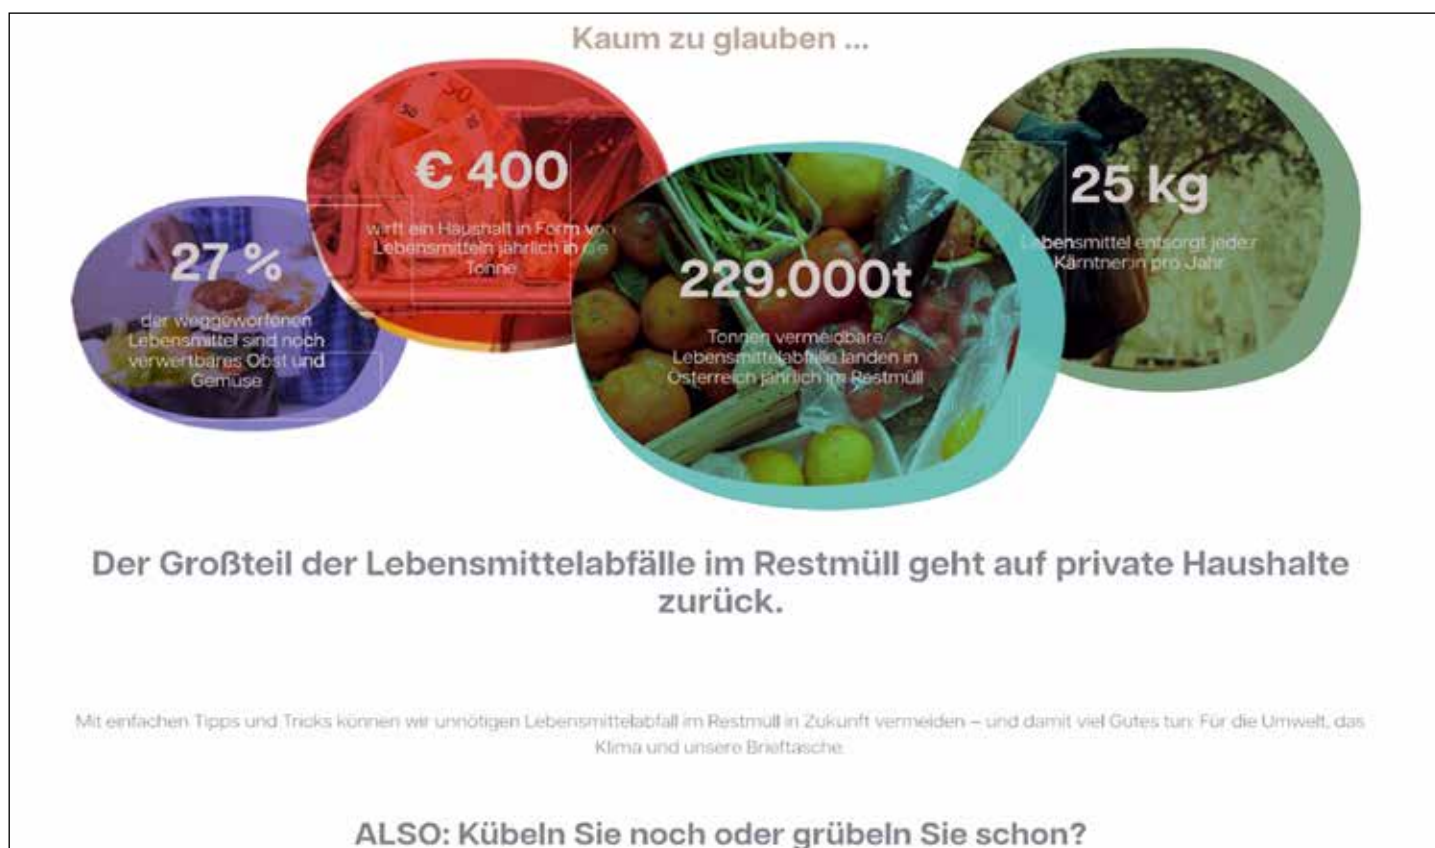 Kaum zu glauben ...
27 %
der weggeworfenen
Lebensmittel sind noch
verwertbares Obst und
Gemüse
€ 400
wirft ein Haushalt in Form von
Lebensmitteln jährlich in die
Tonne
229.000t
Tonnen vermeidbare
Lebensmittelabfälle landen in
Österreich jährlich im Restmüll
25 kg
Lebensmittel entsorgt jede:r
Kärntner:in pro Jahr
Der Großteil der Lebensmittelabfälle im Restmüll geht auf private Haushalte
zurück.
Mit einfachen Tipps und Tricks können wir unnötigen Lebensmittelabfall im Restmüll in Zukunft vermeiden – und damit viel Gutes tun: Für die Umwelt, das
Klima und unsere Brieftasche.
ALSO: Kübeln Sie noch oder grübeln Sie schon?